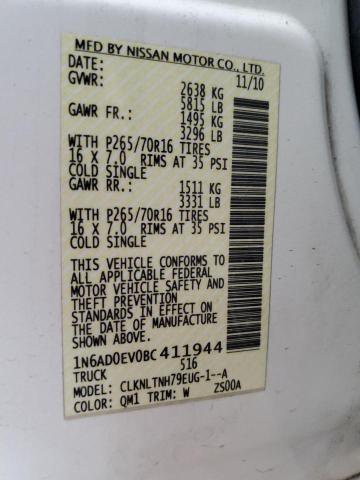 MFD BY NISSAN MOTOR CO., LTD.
DATE: 11/10
GVWR: 2638 KG
5815 LB
GAWR FR.: 1495 KG
3296 LB
WITH P265/70R16 TIRES
16 X 7.0 RIMS AT 35 PSI
COLD SINGLE
GAWR RR.: 1511 KG
3331 LB
WITH P265/70R16 TIRES
16 X 7.0 RIMS AT 35 PSI
COLD SINGLE
THIS VEHICLE CONFORMS TO
ALL APPLICABLE FEDERAL
MOTOR VEHICLE SAFETY AND
THEFT PREVENTION
STANDARDS IN EFFECT ON
THE DATE OF MANUFACTURE
SHOWN ABOVE.
1N6AD0EV0BC 411944
TRUCK 516
MODEL: CLKNLTNH79EUG-1--A
COLOR: QM1 TRIM: W ZS00A